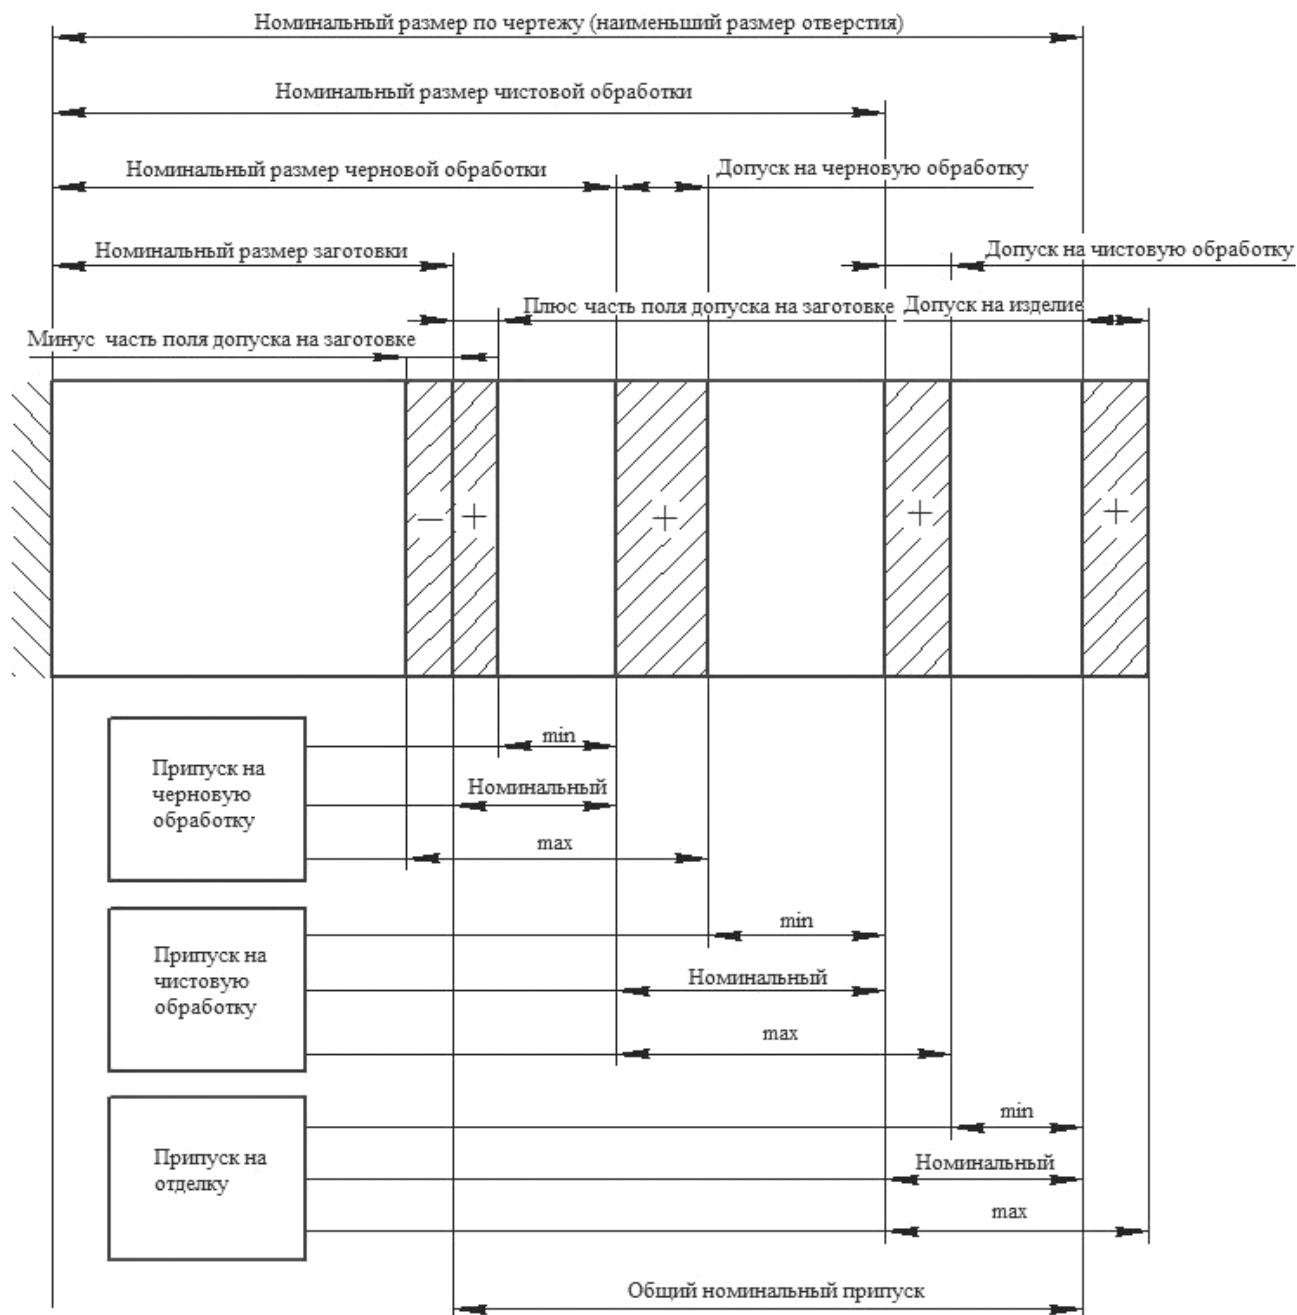 Номинальный размер по чертежу (наименьший размер отверстия)
Номинальный размер чистовой обработки
Номинальный размер черновой обработки
Допуск на черновую обработку
Номинальный размер заготовки
Допуск на чистовую обработку
Плюс часть поля допуска на заготовке
Допуск на изделие
Минус часть поля допуска на заготовке
− + + + +
Припуск на
черновую
обработку
min
Номинальный
max
Припуск на
чистовую
обработку
min
Номинальный
max
Припуск на
отделку
min
Номинальный
max
Общий номинальный припуск